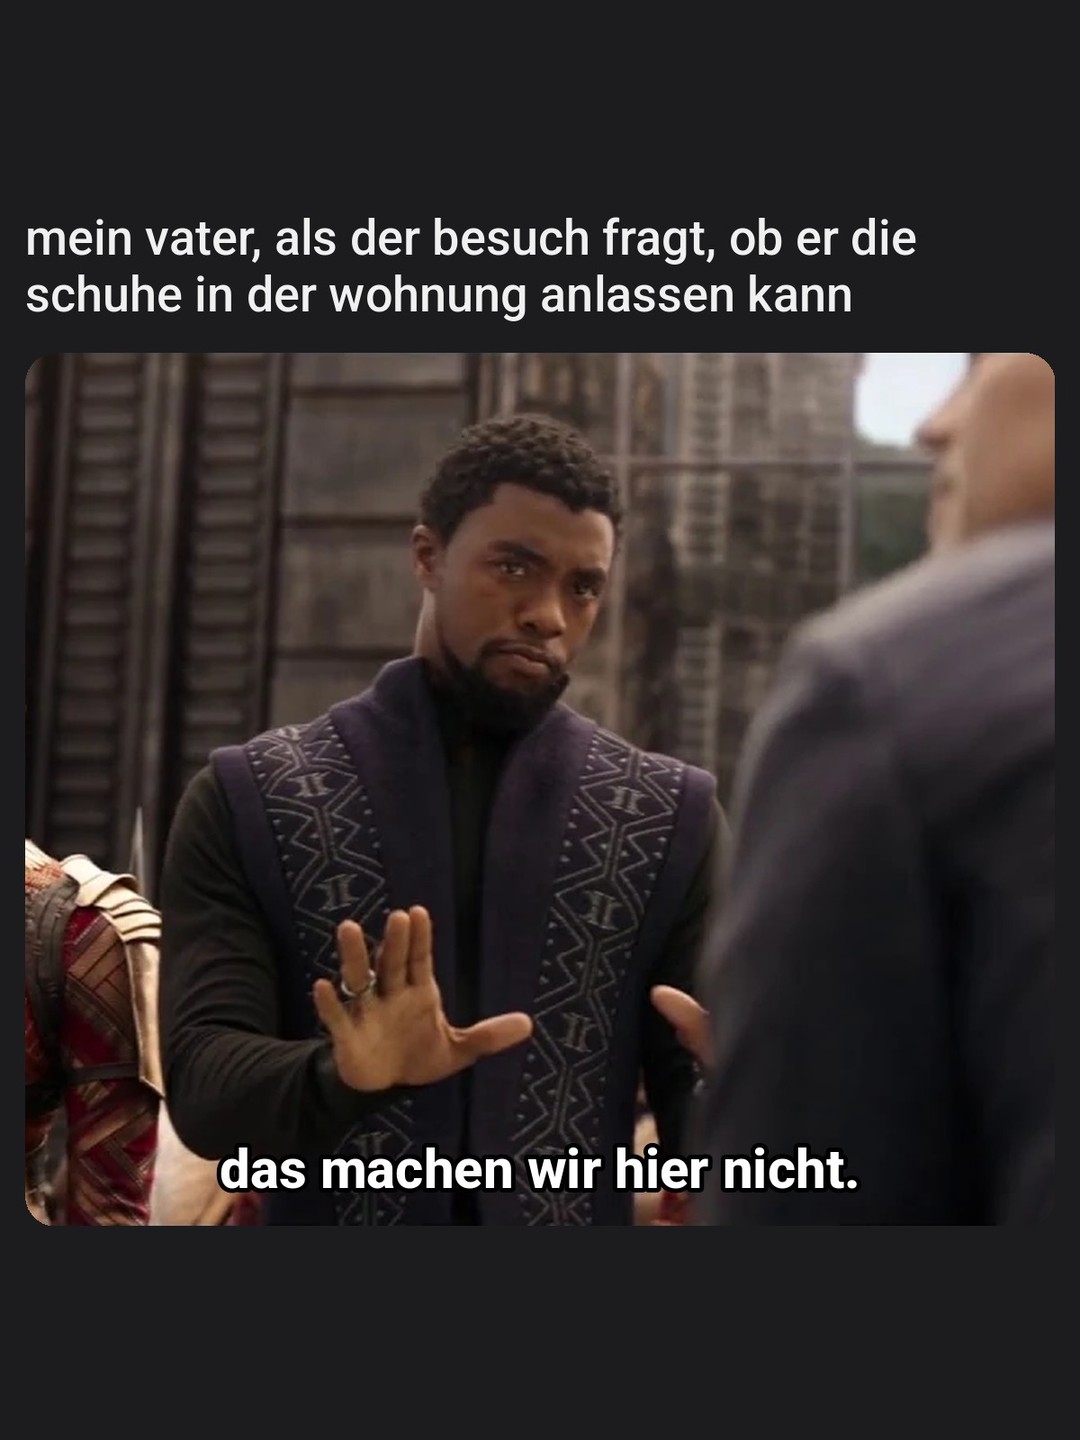 mein vater, als der besuch fragt, ob er die
schuhe in der wohnung anlassen kann
das machen wir hier nicht.